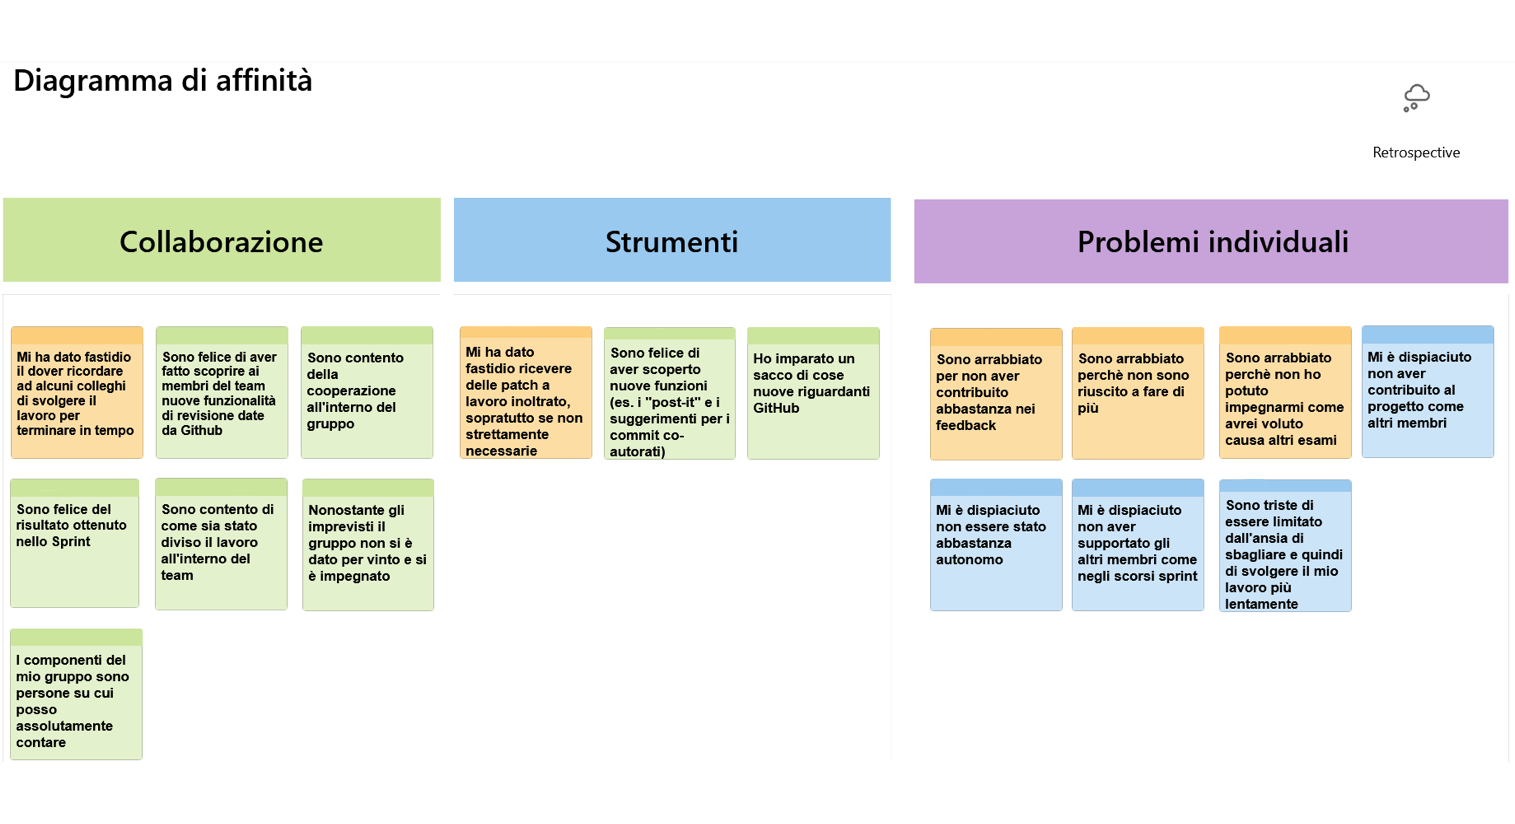 Diagramma di affinità
Retrospective
Collaborazione
Mi ha dato fastidio
il dover ricordare
ad alcuni colleghi
di svolgere il
lavoro per
terminare in tempo
Sono felice di aver
fatto scoprire ai
membri del team
nuove funzionalità
di revisione date
da Github
Sono contento
della
cooperazione
all'interno del
gruppo
Sono felice del
risultato ottenuto
nello Sprint
Sono contento di
come sia stato
diviso il lavoro
all'interno del
team
Nonostante gli
imprevisti il
gruppo non si è
dato per vinto e si
è impegnato
I componenti del
mio gruppo sono
persone su cui
posso
assolutamente
contare
Strumenti
Mi ha dato
fastidio ricevere
delle patch a
lavoro inoltrato,
sopratutto se non
strettamente
necessarie
Sono felice di
aver scoperto
nuove funzioni
(es. i "post-it" e i
suggerimenti per i
commit co-
autorati)
Ho imparato un
sacco di cose
nuove riguardanti
GitHub
Problemi individuali
Sono arrabbiato
per non aver
contribuito
abbastanza nei
feedback
Sono arrabbiato
perchè non sono
riuscito a fare di
più
Sono arrabbiato
perchè non ho
potuto
impegnarmi come
avrei voluto
causa altri esami
Mi è dispiaciuto
non aver
contribuito al
progetto come
altri membri
Mi è dispiaciuto
non essere stato
abbastanza
autonomo
Mi è dispiaciuto
non aver
supportato gli
altri membri come
negli scorsi sprint
Sono triste di
essere limitato
dall'ansia di
sbagliare e quindi
di svolgere il mio
lavoro più
lentamente